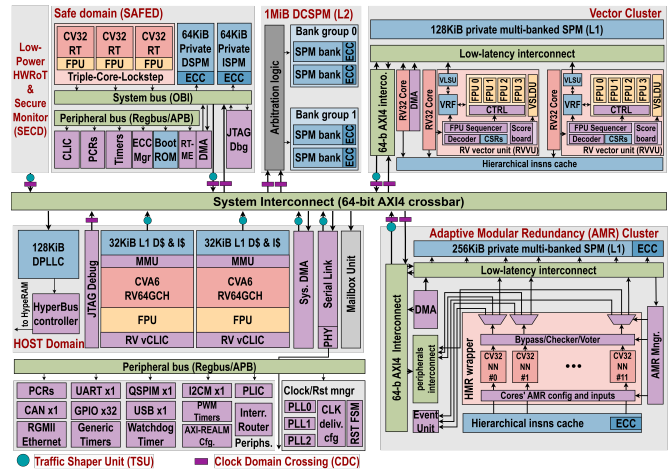 Low-
Power
HWRoT
&
Secure
Monitor
(SECD)
Safe domain (SAFED)
CV32 RT
FPU
CV32 RT
FPU
CV32 RT
FPU
Triple-Core-Lockstep
64KiB Private DSPM
ECC
64KiB Private ISPM
ECC
System bus (OBI)
Peripheral bus (Regbus/APB)
CLIC
PCRs
Timers
ECC Mgr
Boot ROM
RT-ME
DMA
JTAG Dbg
1MiB DCSPM (L2)
Arbitration logic
Bank group 0
SPM bank ECC
SPM bank ECC
Bank group 1
SPM bank ECC
SPM bank ECC
Vector Cluster
128KiB private multi-banked SPM (L1)
Low-latency interconnect
64-b AXI4 interco.
RV32 Core
DMA
RV32 Core
VLSU
VRF
FPU 0
FPU 1
FPU 2
FPU 3
CTRL
VSLDU
FPU Sequencer
Decoder CSRs
Score board
RV vector unit (RVVU)
RV32 Core
VLSU
VRF
FPU 0
FPU 1
FPU 2
FPU 3
CTRL
VSLDU
FPU Sequencer
Decoder CSRs
Score board
RV vector unit (RVVU)
Hierarchical insns cache
System Interconnect (64-bit AXI4 crossbar)
128KiB DPLLC
to HypeRAM
HyperBus controller
HOST Domain
JTAG Debug
32KiB L1 D$ & I$
MMU
CVA6 RV64GCH
FPU
RV vCLIC
32KiB L1 D$ & I$
MMU
CVA6 RV64GCH
FPU
RV vCLIC
Sys. DMA
Serial Link
PHY
Mailbox Unit
Peripheral bus (Regbus/APB)
PCRs
UART x1
QSPIM x1
I2CM x1
PLIC
CAN x1
GPIO x32
USB x1
PWM Timers
Interr. Router
RGMII Ethernet
Generic Timers
Watchdog Timer
AXI-REALM Cfg.
Periphs.
Clock/Rst mngr
PLL0
PLL1
PLL2
CLK deliv. cfg
RST FSM
Adaptive Modular Redundancy (AMR) Cluster
256KiB private multi-banked SPM (L1)
ECC
Low-latency interconnect
64-b AXI4 Interconnect
DMA
peripherals interconnect
Event Unit
HMR wrapper
Bypass/Checker/Voter
CV32 NN #0
CV32 NN #1
•••
CV32 NN #11
Cores' AMR config and inputs
AMR Mngr.
Hierarchical insns cache
ECC
Traffic Shaper Unit (TSU)
Clock Domain Crossing (CDC)